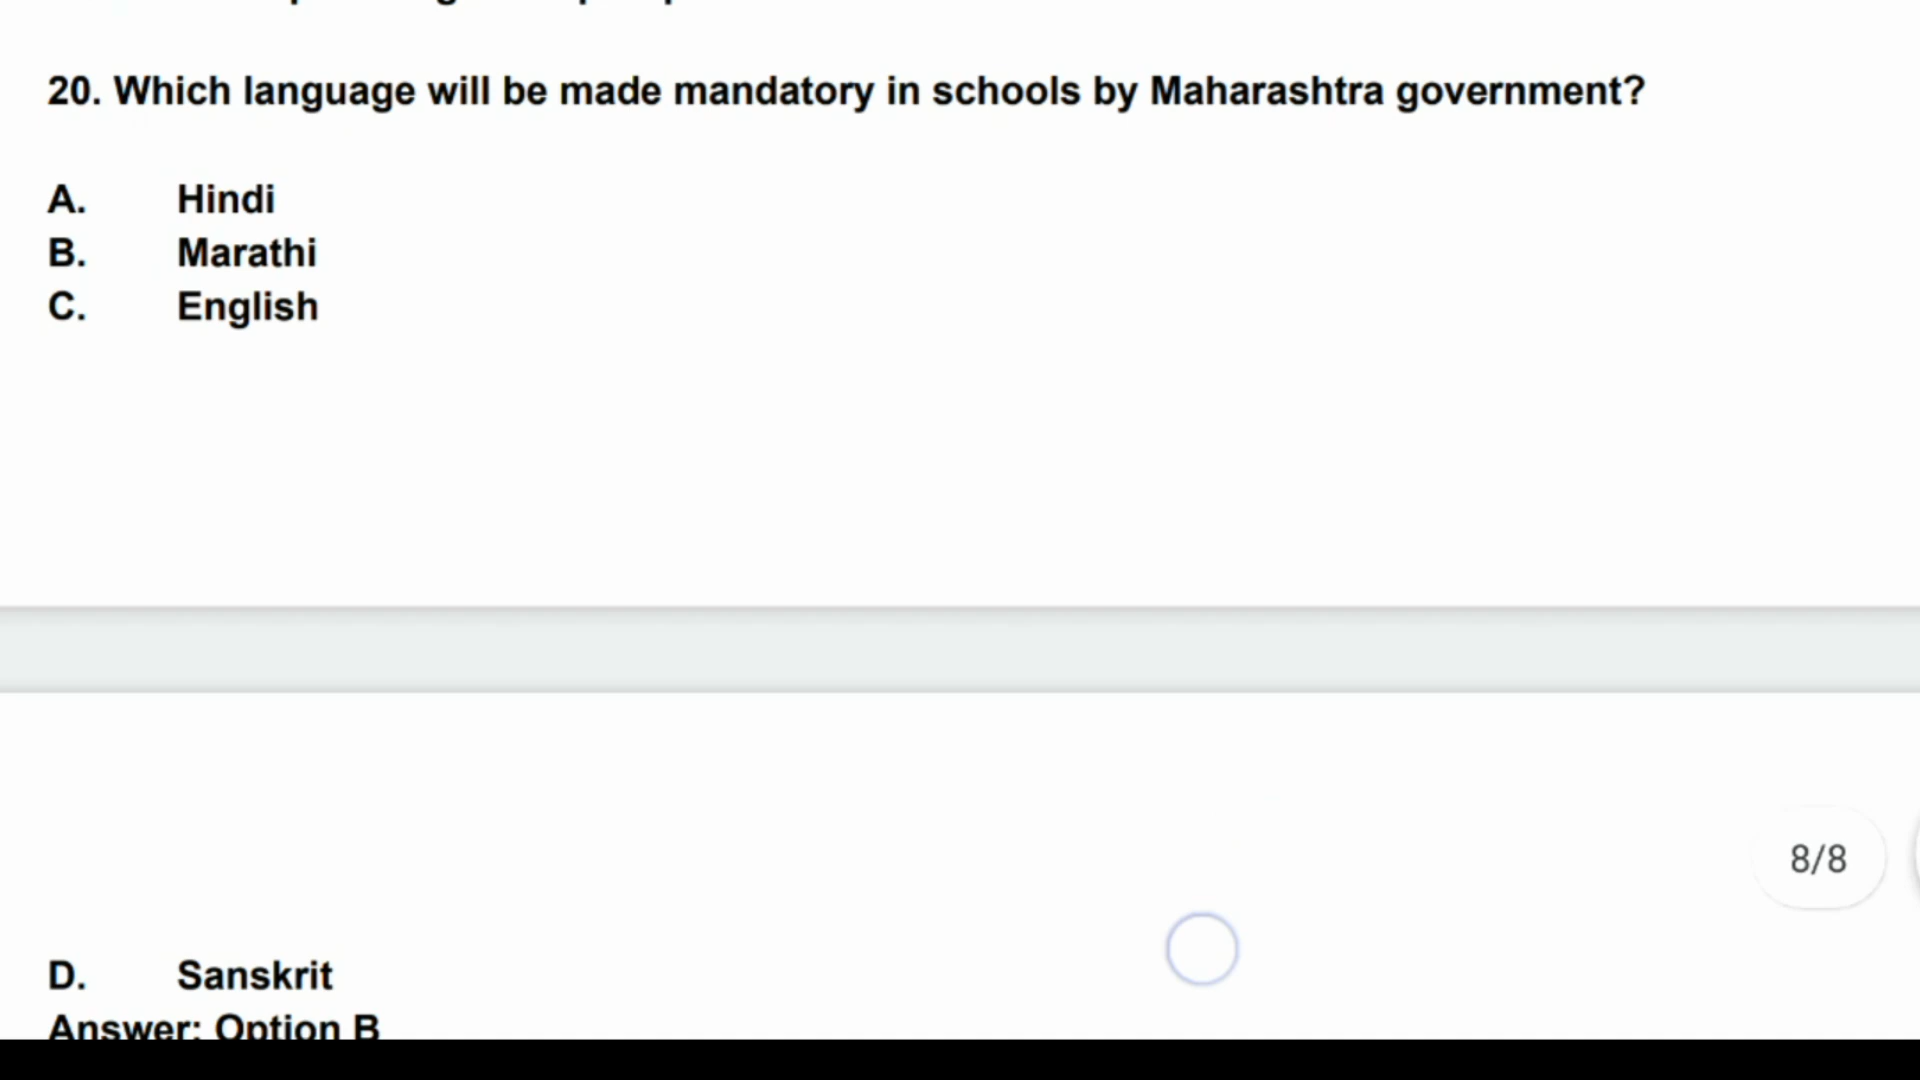 20. Which language will be made mandatory in schools by Maharashtra government?
A. Hindi
B. Marathi
C. English
8/8
D. Sanskrit
Answer: Option B